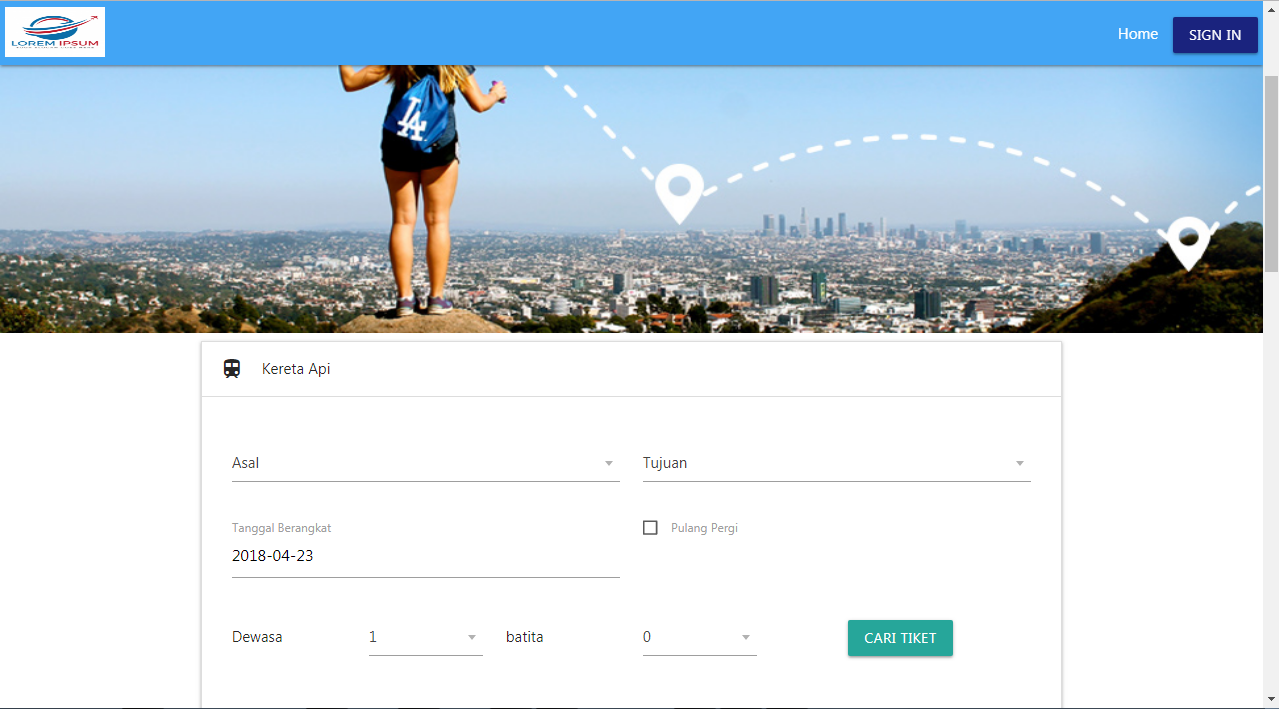 LOREM IPSUM
Home
SIGN IN
LA
Kereta Api
Asal
Tujuan
Tanggal Berangkat
2018-04-23
Pulang Pergi
Dewasa
1
batita
0
CARI TIKET